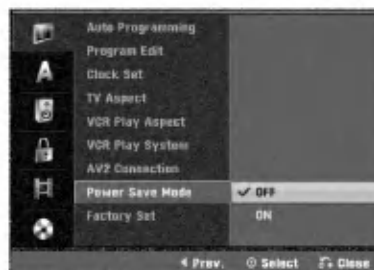 Auto Programming
Program Edit
Clock Set
TV Aspect
VCR Play Aspect
VCR Play System
AV2 Connection
Power Save Mode ✓ OFF
Factory Set ON
Prev. Select Close